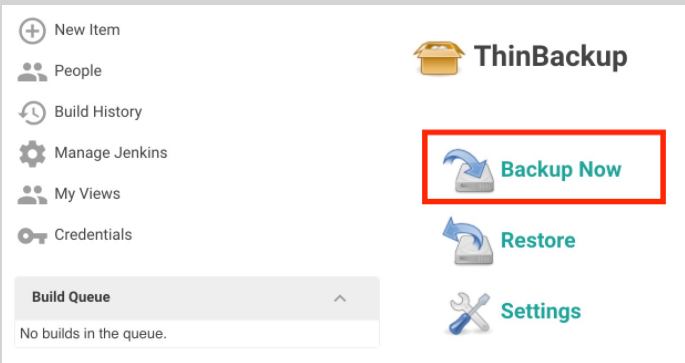 New Item
People
Build History
Manage Jenkins
My Views
Credentials
Build Queue
No builds in the queue.
ThinBackup
Backup Now
Restore
Settings